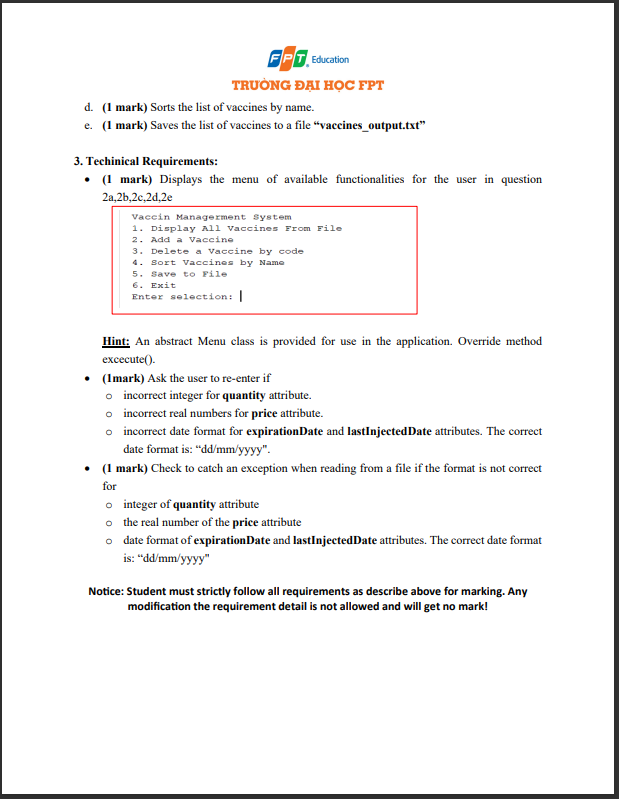 FPT Education
TRƯỜNG ĐẠI HỌC FPT
d. (1 mark) Sorts the list of vaccines by name.
e. (1 mark) Saves the list of vaccines to a file “vaccines_output.txt”
3. Techinical Requirements:
• (1 mark) Displays the menu of available functionalities for the user in question
2a,2b,2c,2d,2e
Vaccin Managerment System
1. Display All Vaccines From File
2. Add a Vaccine
3. Delete a Vaccine by code
4. Sort Vaccines by Name
5. Save to File
6. Exit
Enter selection:
Hint: An abstract Menu class is provided for use in the application. Override method
excecute().
• (1mark) Ask the user to re-enter if
o incorrect integer for quantity attribute.
o incorrect real numbers for price attribute.
o incorrect date format for expirationDate and lastInjectedDate attributes. The correct
date format is: “dd/mm/yyyy".
• (1 mark) Check to catch an exception when reading from a file if the format is not correct
for
o integer of quantity attribute
o the real number of the price attribute
o date format of expirationDate and lastInjectedDate attributes. The correct date format
is: “dd/mm/yyyy"
Notice: Student must strictly follow all requirements as describe above for marking. Any
modification the requirement detail is not allowed and will get no mark!